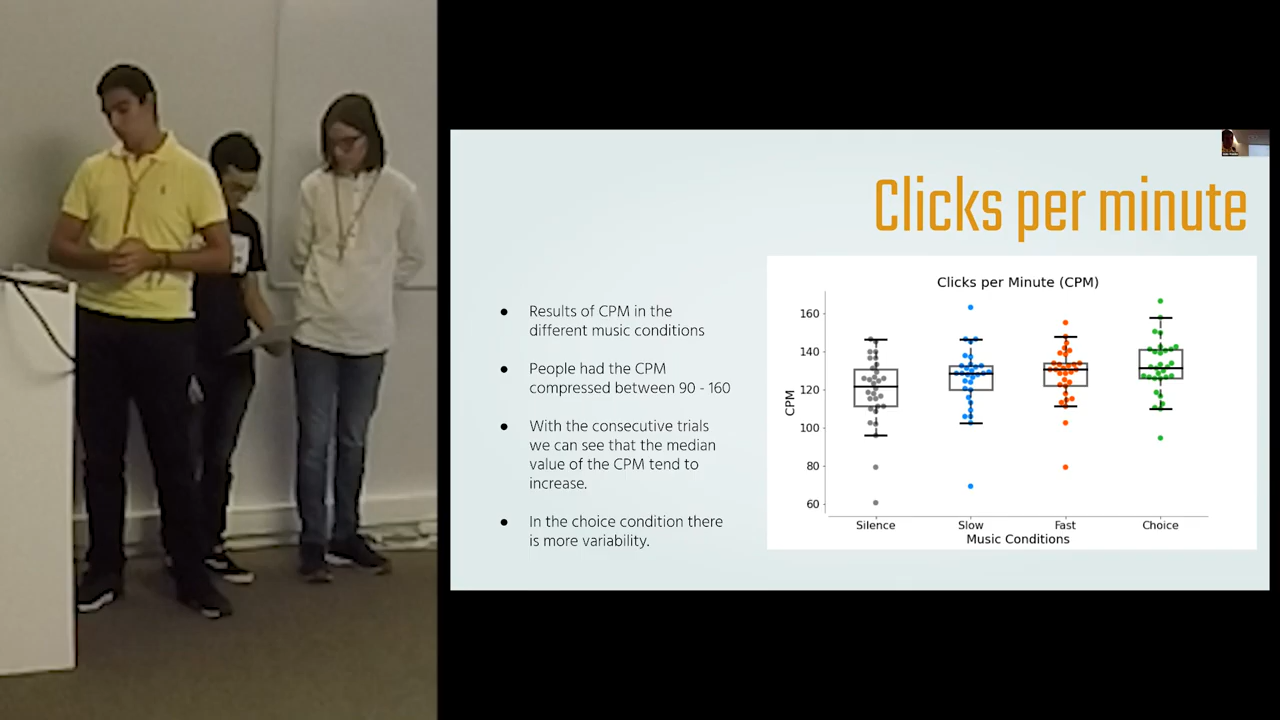 Clicks per minute
Results of CPM in the
different music conditions
People had the CPM
compressed between 90 - 160
With the consecutive trials
we can see that the median
value of the CPM tend to
increase.
In the choice condition there
is more variability.
Clicks per Minute (CPM)
CPM
160
140
120
100
80
60
Silence Slow Fast Choice
Music Conditions